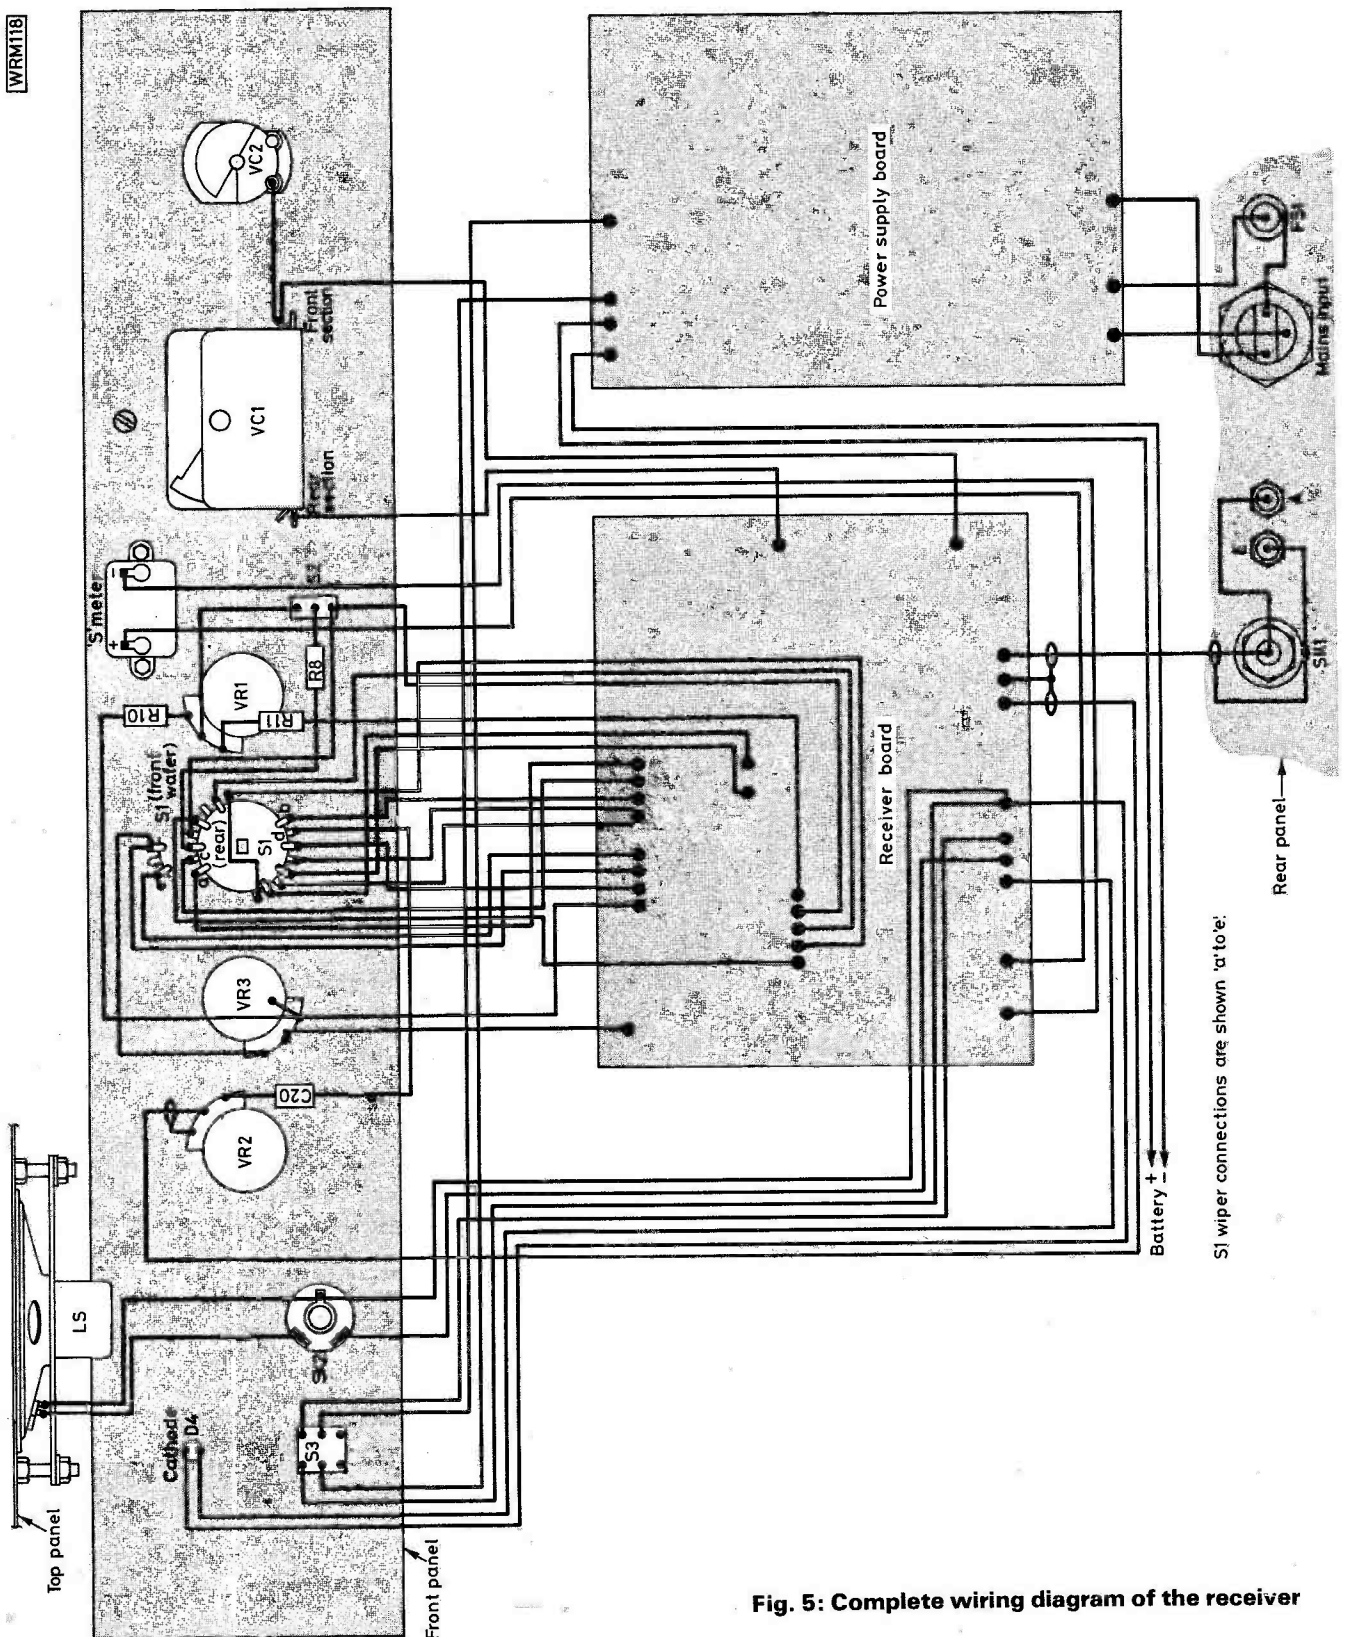 WRM118
VC2
Front
section
VC1
Rear
section
'S' meter
-
+
S2
R8
VR1
R10
R11
S1 (front
wafer)
b
d
c
a
(rear)
S1
VR3
VR2
C20
LS
Cathode
D4
S3
Top panel
Front panel
Power supply board
Receiver board
FS1
Mains input
A
E
SK1
Rear panel
Battery +
-
S1 wiper connections are shown 'a' to 'e'.
Fig. 5: Complete wiring diagram of the receiver